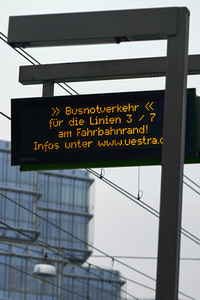 » Busnotverkehr «
für die Linien 3 / 7
am Fahrbahnrand!
Infos unter www.uestra.d